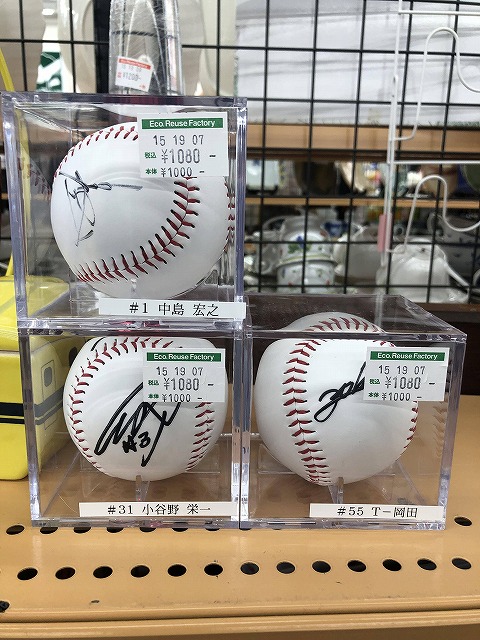 Eco.Reuse Factory
15 19 07
税込 ¥1080-
本体 ¥1000-
#1 中島 宏之
Eco.Reuse Factory
15 19 07
税込 ¥1080-
本体 ¥1000-
#31 小谷野 栄一
Eco.Reuse Factory
15 19 07
税込 ¥1080-
本体 ¥1000-
#55 T-岡田